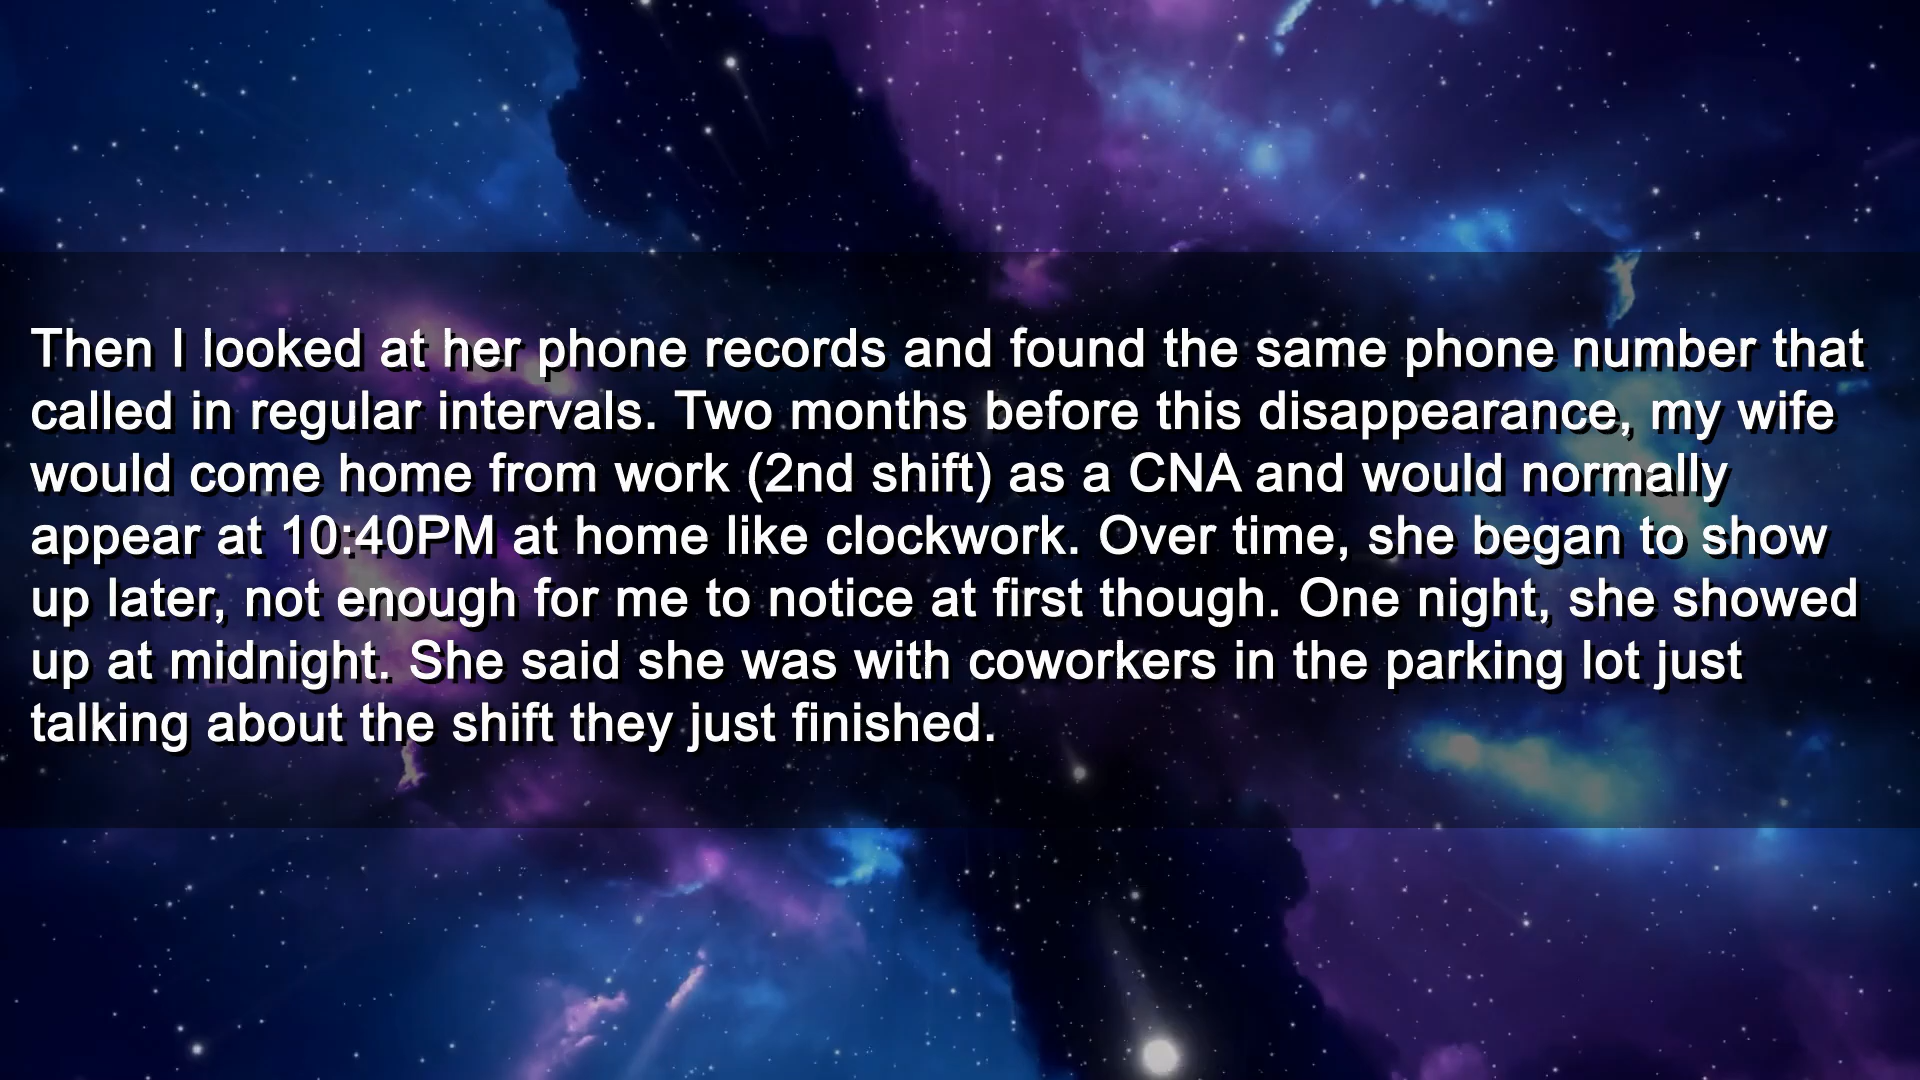 Then I looked at her phone records and found the same phone number that
called in regular intervals. Two months before this disappearance, my wife
would come home from work (2nd shift) as a CNA and would normally
appear at 10:40PM at home like clockwork. Over time, she began to show
up later, not enough for me to notice at first though. One night, she showed
up at midnight. She said she was with coworkers in the parking lot just
talking about the shift they just finished.